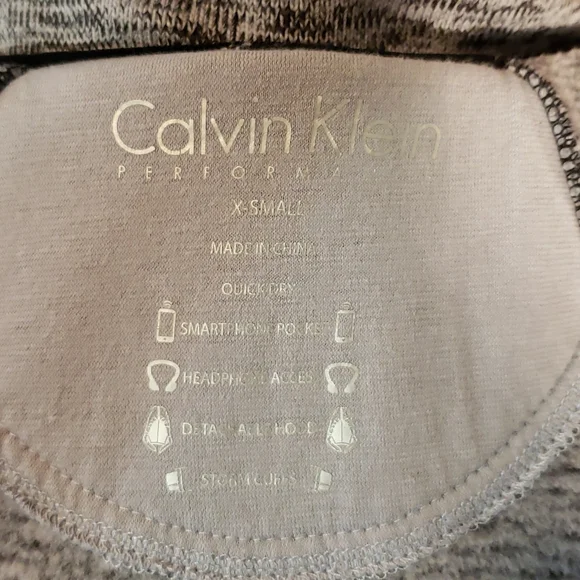 Calvin Klein
PERFORMANCE
X-SMALL
MADE IN CHINA
QUICK DRY
SMARTPHONE POCKET
HEADPHONE ACCESS
DETACHABLE HOOD
STORM CUFFS